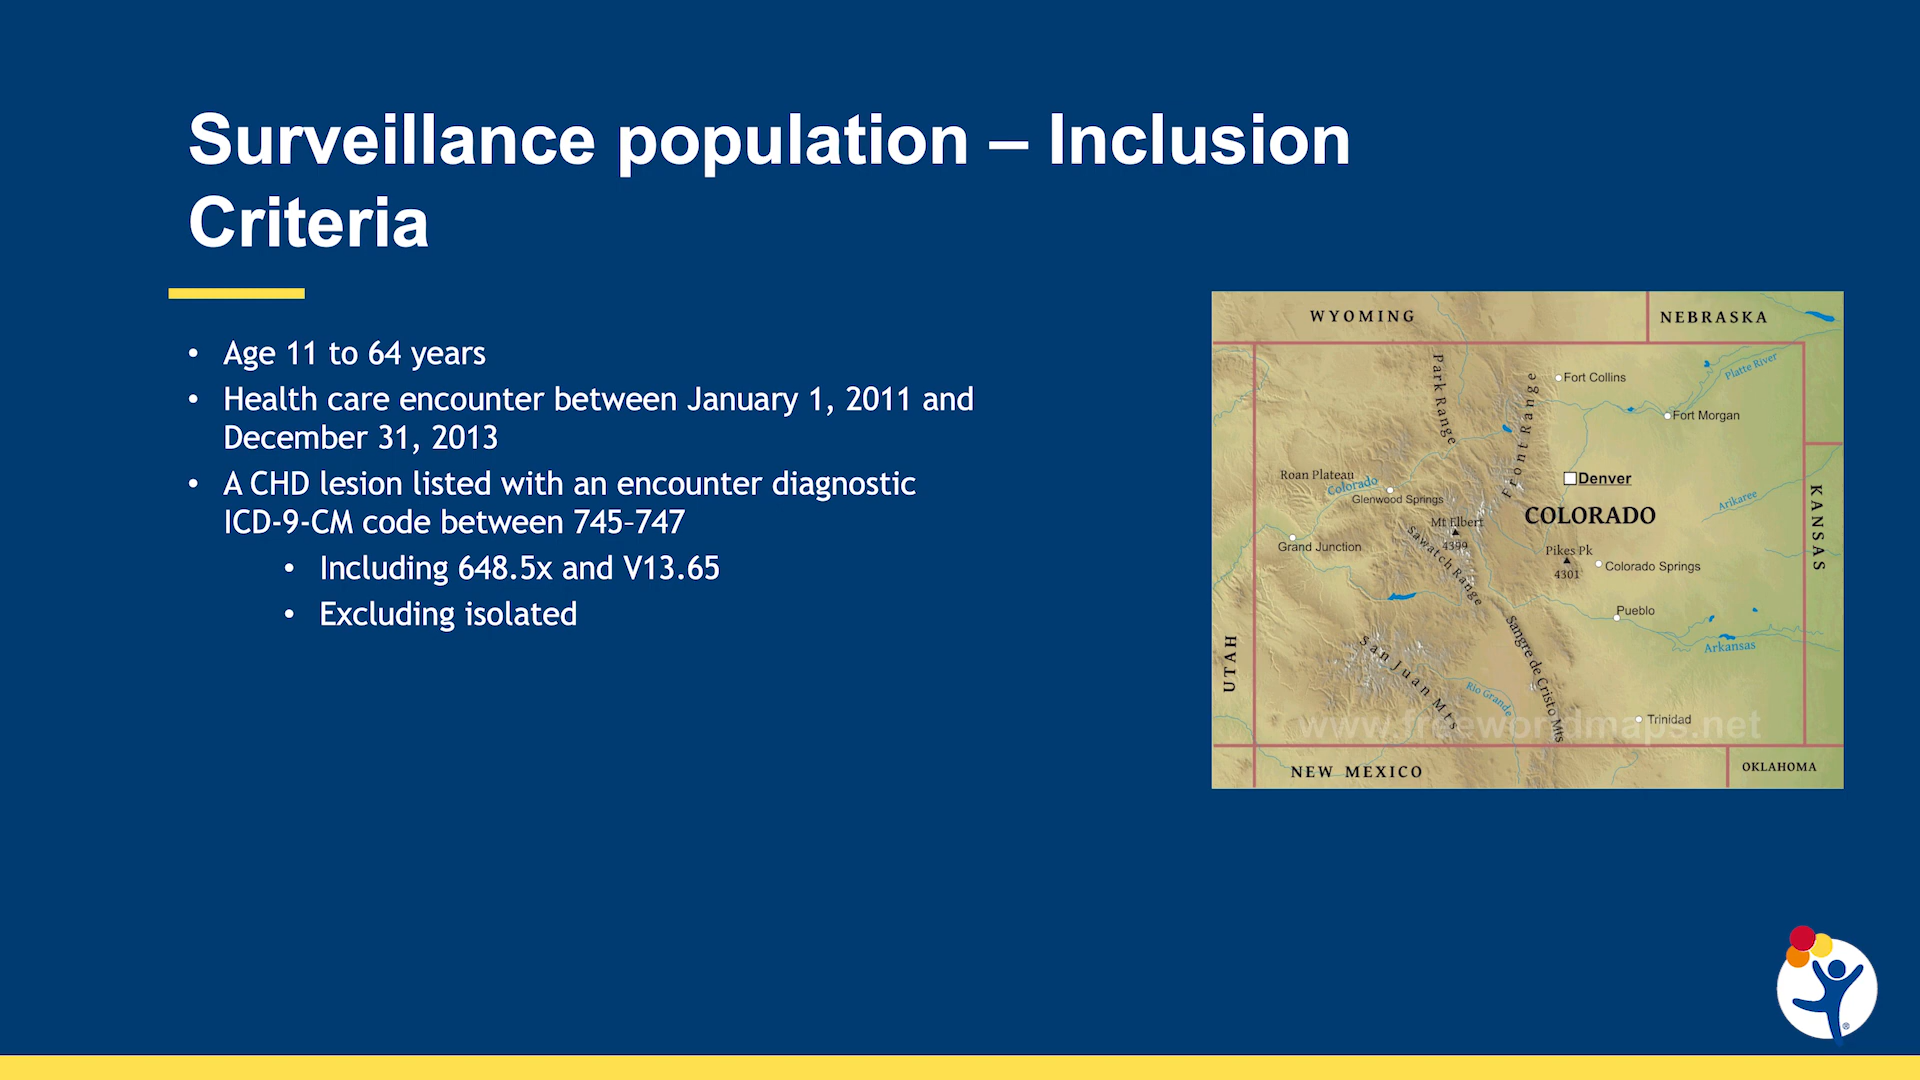 Surveillance population – Inclusion
Criteria
• Age 11 to 64 years
• Health care encounter between January 1, 2011 and
December 31, 2013
• A CHD lesion listed with an encounter diagnostic
ICD-9-CM code between 745–747
• Including 648.5x and V13.65
• Excluding isolated
WYOMING
NEBRASKA
Park Range
Front Range
Fort Collins
Platte River
Fort Morgan
Roan Plateau
Colorado
Glenwood Springs
Denver
Arikaree
KANSAS
COLORADO
Mt Elbert
4399
Sawatch Range
Grand Junction
Pikes Pk
4301
Colorado Springs
Pueblo
Arkansas
UTAH
San Juan Mts
Sangre de Cristo Mts
Rio Grande
Trinidad
www.freeworldmaps.net
NEW MEXICO
OKLAHOMA
®